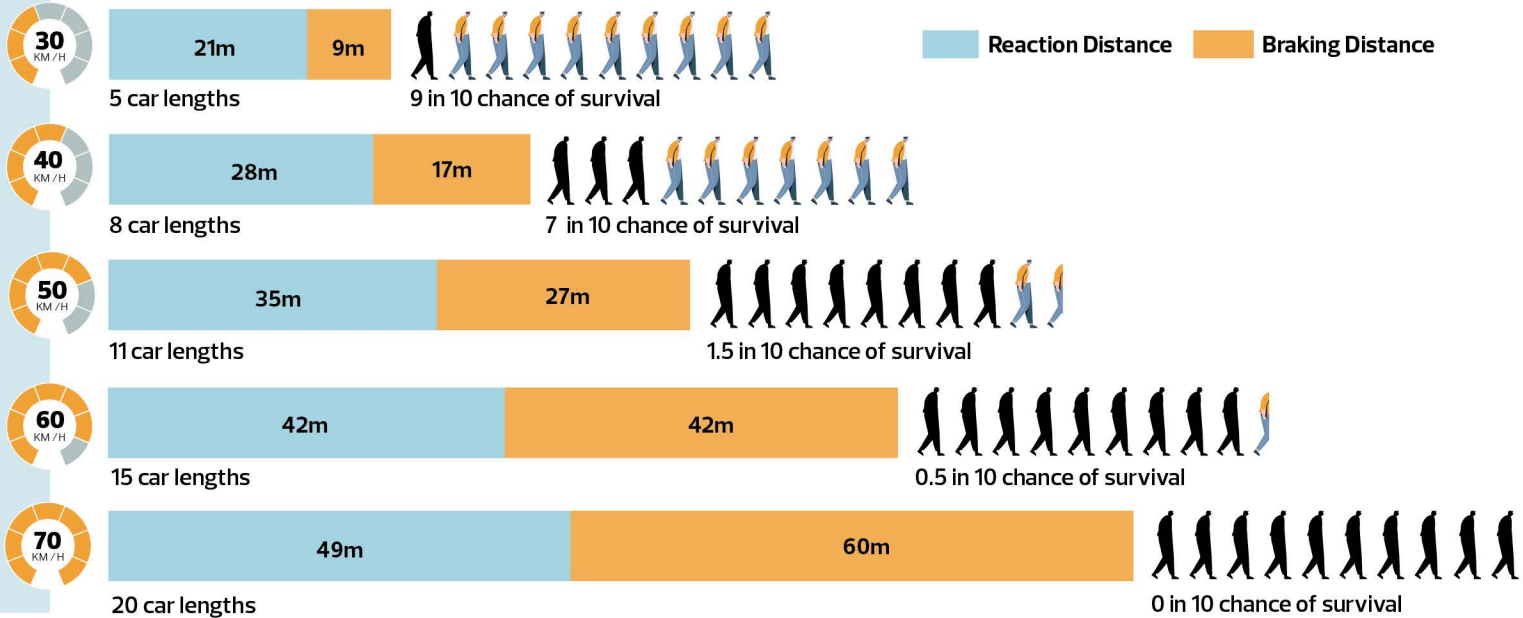 Reaction Distance
Braking Distance
30
KM/H
21m
9m
5 car lengths
9 in 10 chance of survival
40
KM/H
28m
17m
8 car lengths
7 in 10 chance of survival
50
KM/H
35m
27m
11 car lengths
1.5 in 10 chance of survival
60
KM/H
42m
42m
15 car lengths
0.5 in 10 chance of survival
70
KM/H
49m
60m
20 car lengths
0 in 10 chance of survival